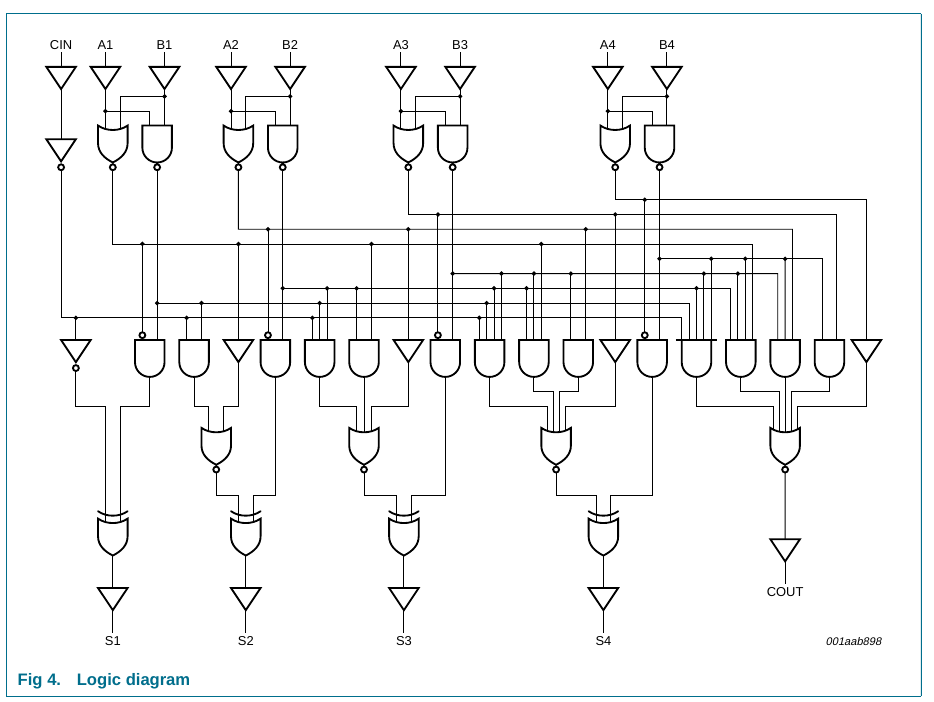 CIN A1 B1 A2 B2 A3 B3 A4 B4
COUT
S1 S2 S3 S4
001aab898
Fig 4. Logic diagram